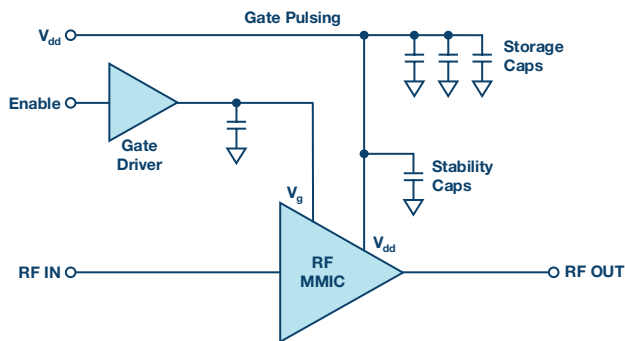 Gate Pulsing
Vdd
Storage
Caps
Enable
Gate
Driver
Stability
Caps
Vg
Vdd
RF IN
RF
MMIC
RF OUT